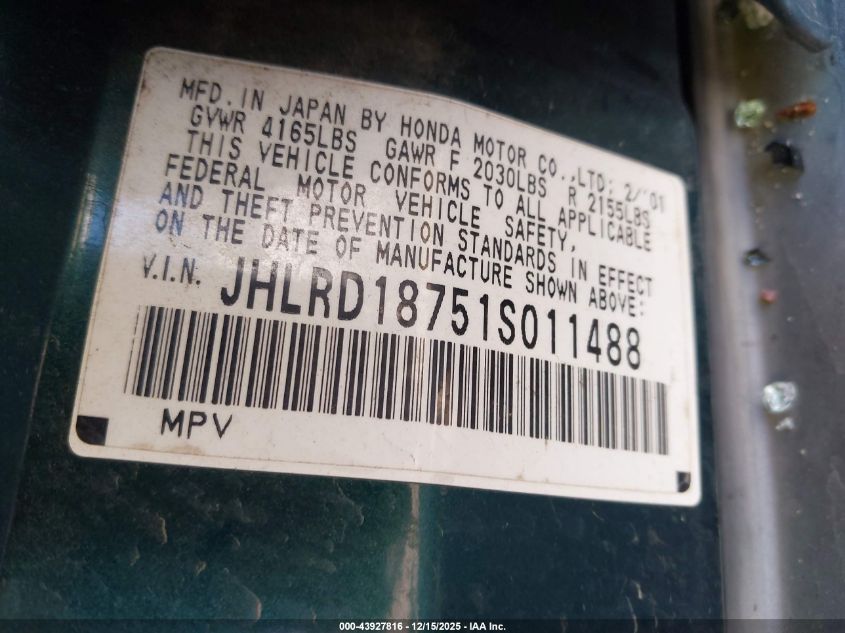 MFD. IN JAPAN BY HONDA MOTOR CO.,LTD; 2/'01
GVWR 4165LBS GAWR F 2030LBS R 2155LBS
THIS VEHICLE CONFORMS TO ALL APPLICABLE
FEDERAL MOTOR VEHICLE SAFETY,
AND THEFT PREVENTION STANDARDS IN EFFECT
ON THE DATE OF MANUFACTURE SHOWN ABOVE:
V.I.N. JHLRD18751S011488
MPV
000-43927816 - 12/15/2025 - IAA Inc.